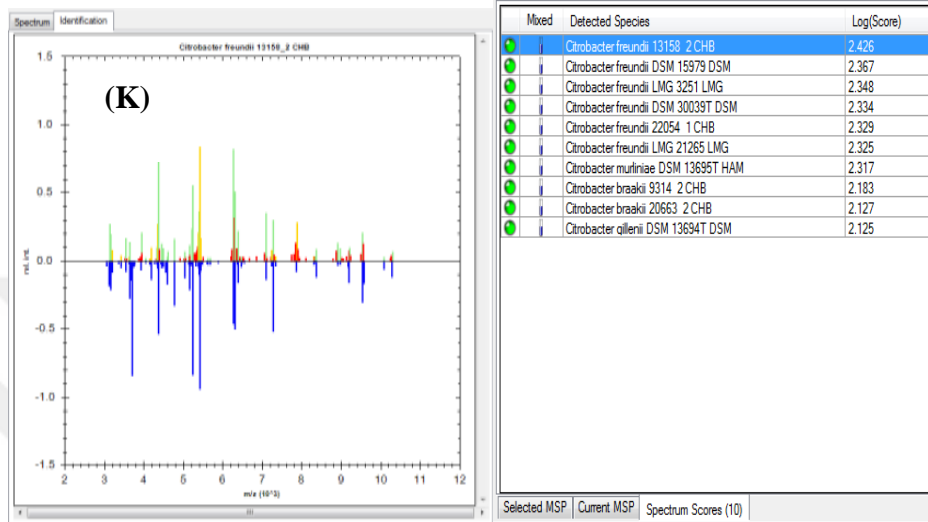 Spectrum Identification
Citrobacter freundii 13158_2 CHB
(K)
1.5
1.0
0.5
0.0
-0.5
-1.0
-1.5
rel. int.
2 3 4 5 6 7 8 9 10 11 12
m/z (10^3)
Mixed Detected Species Log(Score)
Citrobacter freundii 13158 2 CHB 2.426
Citrobacter freundii DSM 15979 DSM 2.367
Citrobacter freundii LMG 3251 LMG 2.348
Citrobacter freundii DSM 30039T DSM 2.334
Citrobacter freundii 22054 1 CHB 2.329
Citrobacter freundii LMG 21265 LMG 2.325
Citrobacter murliniae DSM 13695T HAM 2.317
Citrobacter braakii 9314 2 CHB 2.183
Citrobacter braakii 20663 2 CHB 2.127
Citrobacter gillenii DSM 13694T DSM 2.125
Selected MSP Current MSP Spectrum Scores (10)